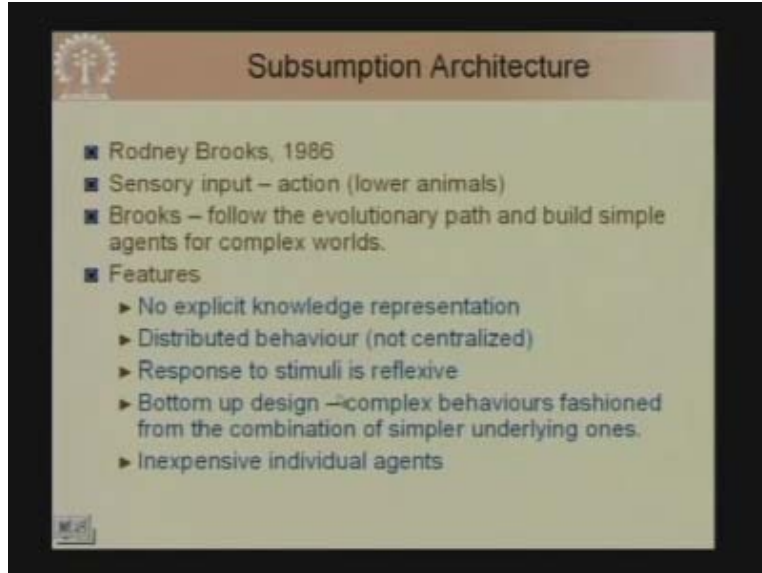 Subsumption Architecture
Rodney Brooks, 1986
Sensory input – action (lower animals)
Brooks – follow the evolutionary path and build simple
agents for complex worlds.
Features
No explicit knowledge representation
Distributed behaviour (not centralized)
Response to stimuli is reflexive
Bottom up design – complex behaviours fashioned
from the combination of simpler underlying ones.
Inexpensive individual agents